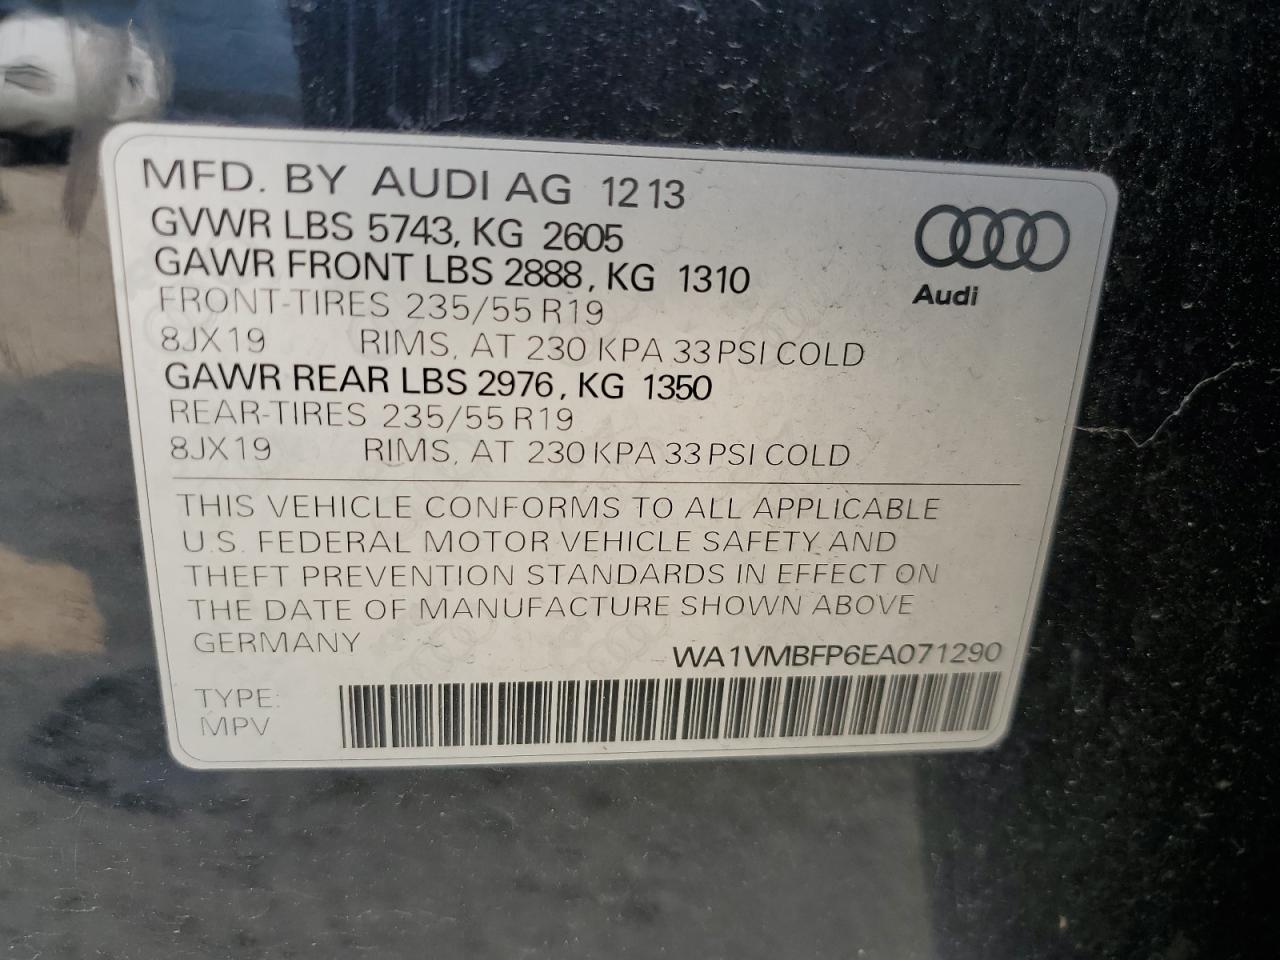 MFD. BY AUDI AG 1213
GVWR LBS 5743, KG 2605
GAWR FRONT LBS 2888, KG 1310
FRONT-TIRES 235/55 R19
8JX19 RIMS, AT 230 KPA 33 PSI COLD
GAWR REAR LBS 2976, KG 1350
REAR-TIRES 235/55 R19
8JX19 RIMS, AT 230 KPA 33 PSI COLD
Audi
THIS VEHICLE CONFORMS TO ALL APPLICABLE
U.S. FEDERAL MOTOR VEHICLE SAFETY AND
THEFT PREVENTION STANDARDS IN EFFECT ON
THE DATE OF MANUFACTURE SHOWN ABOVE
GERMANY
WA1VMBFP6EA071290
TYPE:
MPV